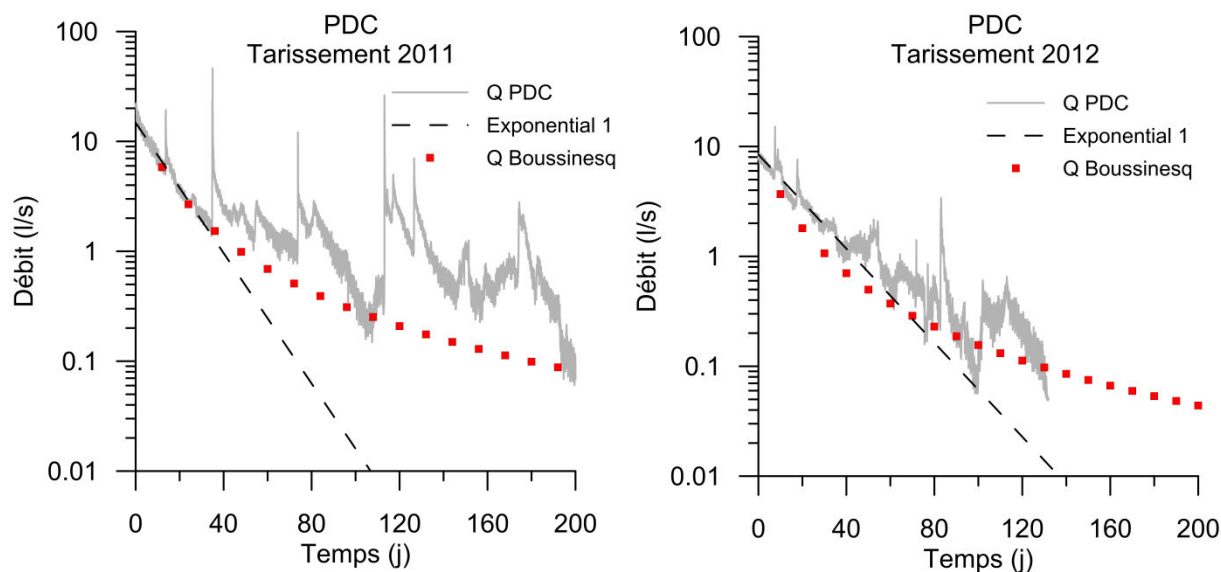 PDC
Tarissement 2011
Q PDC
Exponential 1
Q Boussinesq
Débit (l/s)
100
10
1
0.1
0.01
0 40 80 120 160 200
Temps (j)
PDC
Tarissement 2012
Q PDC
Exponential 1
Q Boussinesq
Débit (l/s)
100
10
1
0.1
0.01
0 40 80 120 160 200
Temps (j)